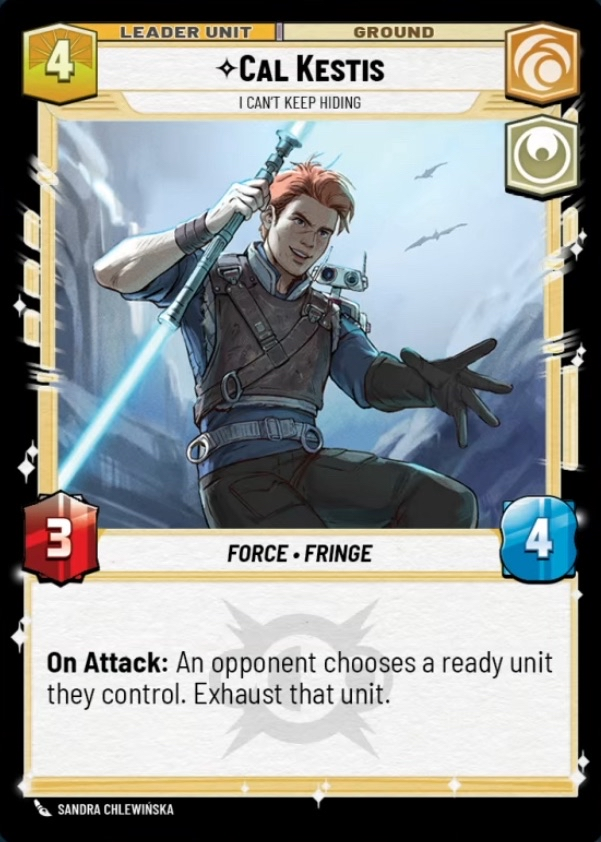 LEADER UNIT
GROUND
4
CAL KESTIS
I CAN'T KEEP HIDING
3
FORCE • FRINGE
4
On Attack: An opponent chooses a ready unit
they control. Exhaust that unit.
SANDRA CHLEWIŃSKA